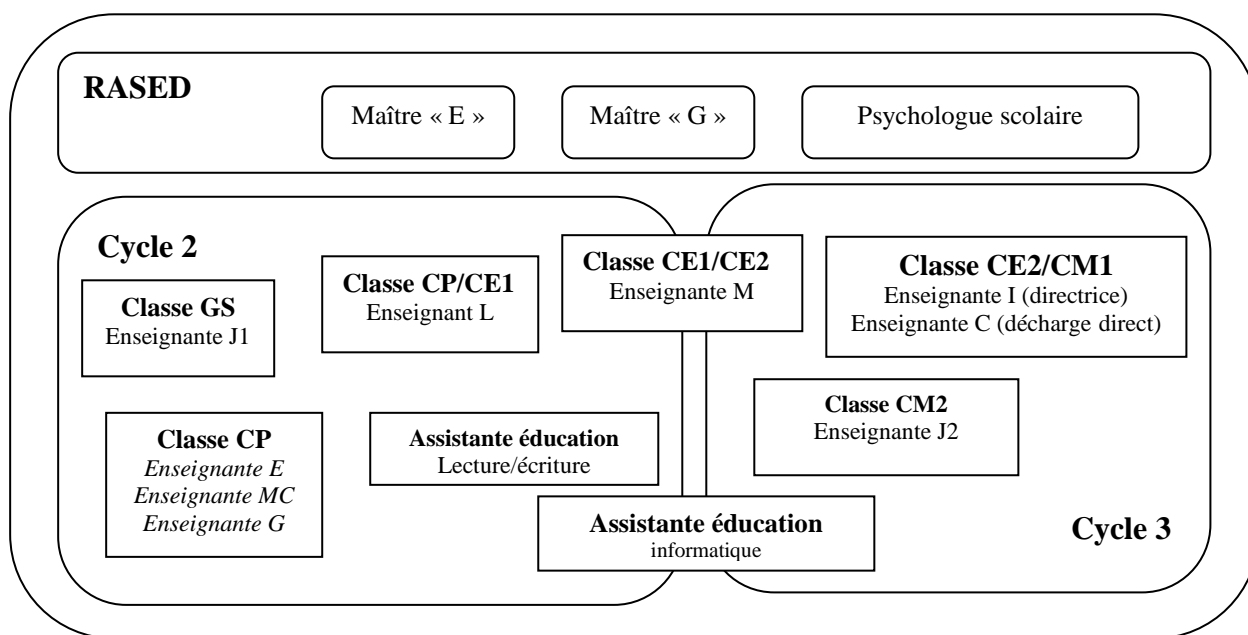 RASED
Maître « E »
Maître « G »
Psychologue scolaire
Cycle 2
Classe GS
Enseignante J1
Classe CP/CE1
Enseignant L
Classe CE1/CE2
Enseignante M
Classe CP
Enseignante E
Enseignante MC
Enseignante G
Assistante éducation
Lecture/écriture
Assistante éducation
informatique
Classe CE2/CM1
Enseignante I (directrice)
Enseignante C (décharge direct)
Classe CM2
Enseignante J2
Cycle 3